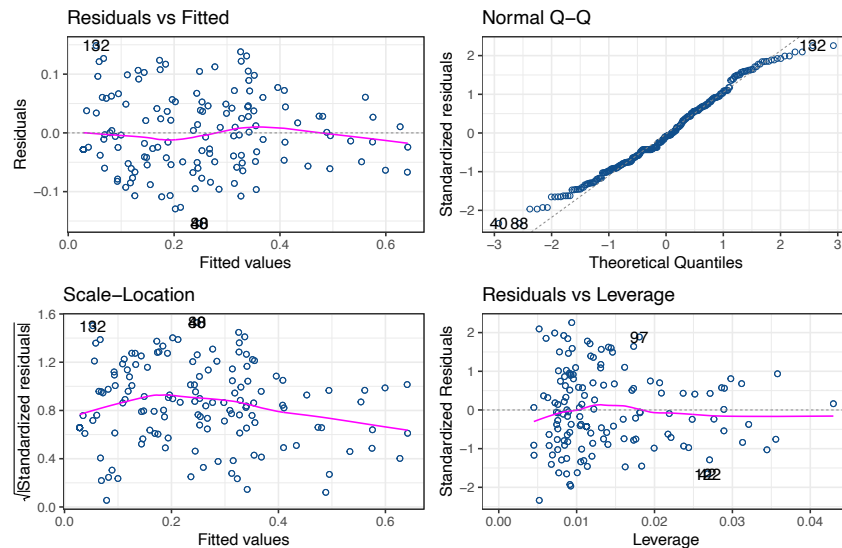 Residuals vs Fitted
Residuals
0.1
0.0
−0.1
132
0.0 0.2 0.4 0.6
Fitted values
Normal Q−Q
Standardized residuals
2
1
0
−1
−2
132
40 88
−3 −2 −1 0 1 2 3
Theoretical Quantiles
Scale−Location
√|Standardized residuals|
1.6
1.2
0.8
0.4
0.0
132
0.0 0.2 0.4 0.6
Fitted values
Residuals vs Leverage
Standardized Residuals
2
1
0
−1
−2
97
0.00 0.01 0.02 0.03 0.04
Leverage